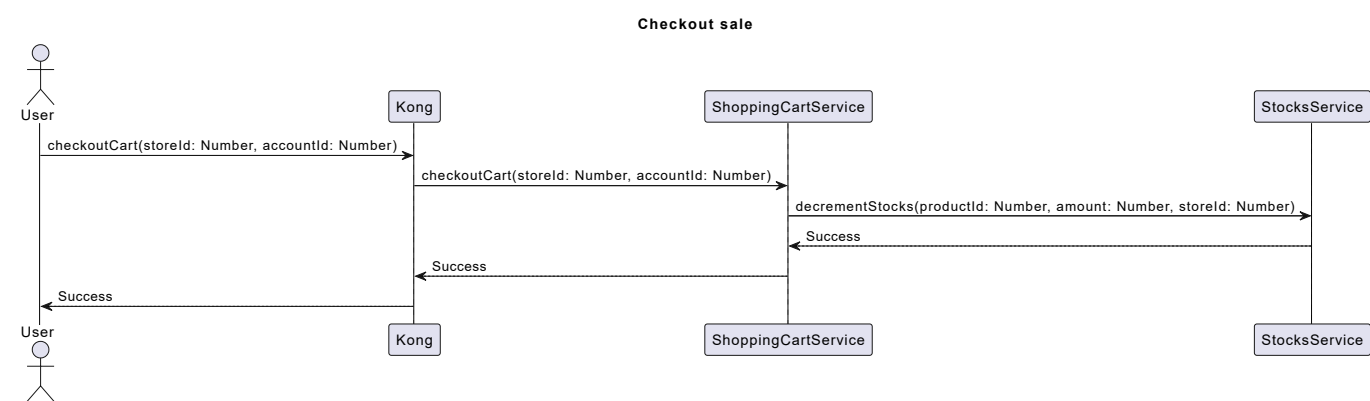 Checkout sale
User
Kong
ShoppingCartService
StocksService
checkoutCart(storeId: Number, accountId: Number)
checkoutCart(storeId: Number, accountId: Number)
decrementStocks(productId: Number, amount: Number, storeId: Number)
Success
Success
Success
User
Kong
ShoppingCartService
StocksService